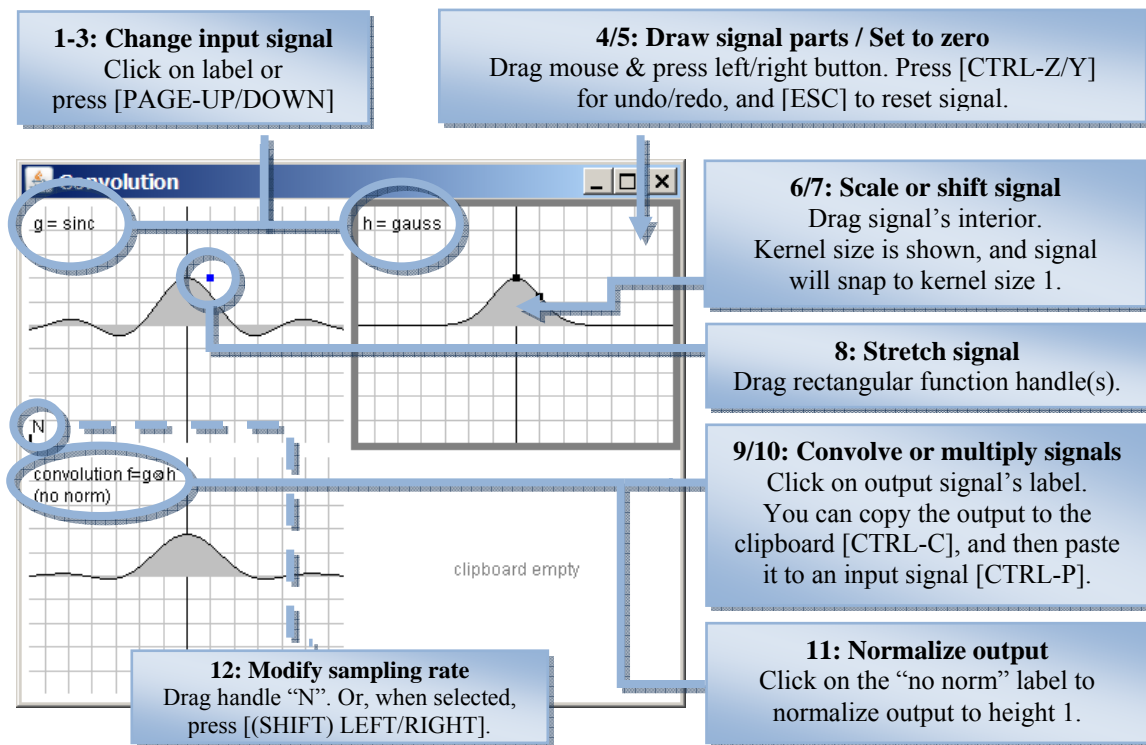 1-3: Change input signal
Click on label or
press [PAGE-UP/DOWN]
4/5: Draw signal parts / Set to zero
Drag mouse & press left/right button. Press [CTRL-Z/Y]
for undo/redo, and [ESC] to reset signal.
Convolution
g = sinc
h = gauss
6/7: Scale or shift signal
Drag signal's interior.
Kernel size is shown, and signal
will snap to kernel size 1.
8: Stretch signal
Drag rectangular function handle(s).
N
convolution f=g⊗h
(no norm)
9/10: Convolve or multiply signals
Click on output signal's label.
You can copy the output to the
clipboard [CTRL-C], and then paste
it to an input signal [CTRL-P].
clipboard empty
12: Modify sampling rate
Drag handle “N”. Or, when selected,
press [(SHIFT) LEFT/RIGHT].
11: Normalize output
Click on the “no norm” label to
normalize output to height 1.